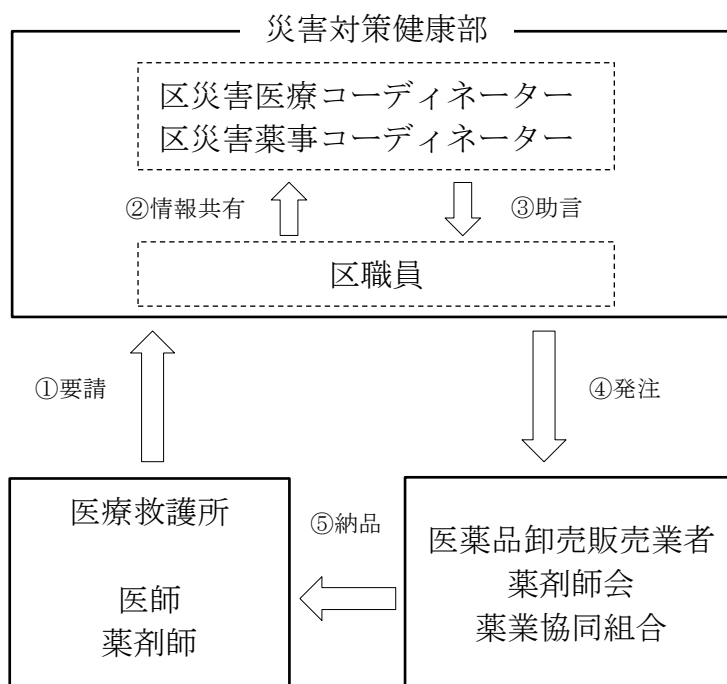 災害対策健康部
区災害医療コーディネーター
区災害薬事コーディネーター
②情報共有
③助言
区職員
①要請
④発注
医療救護所
医師
薬剤師
⑤納品
医薬品卸売販売業者
薬剤師会
薬業協同組合